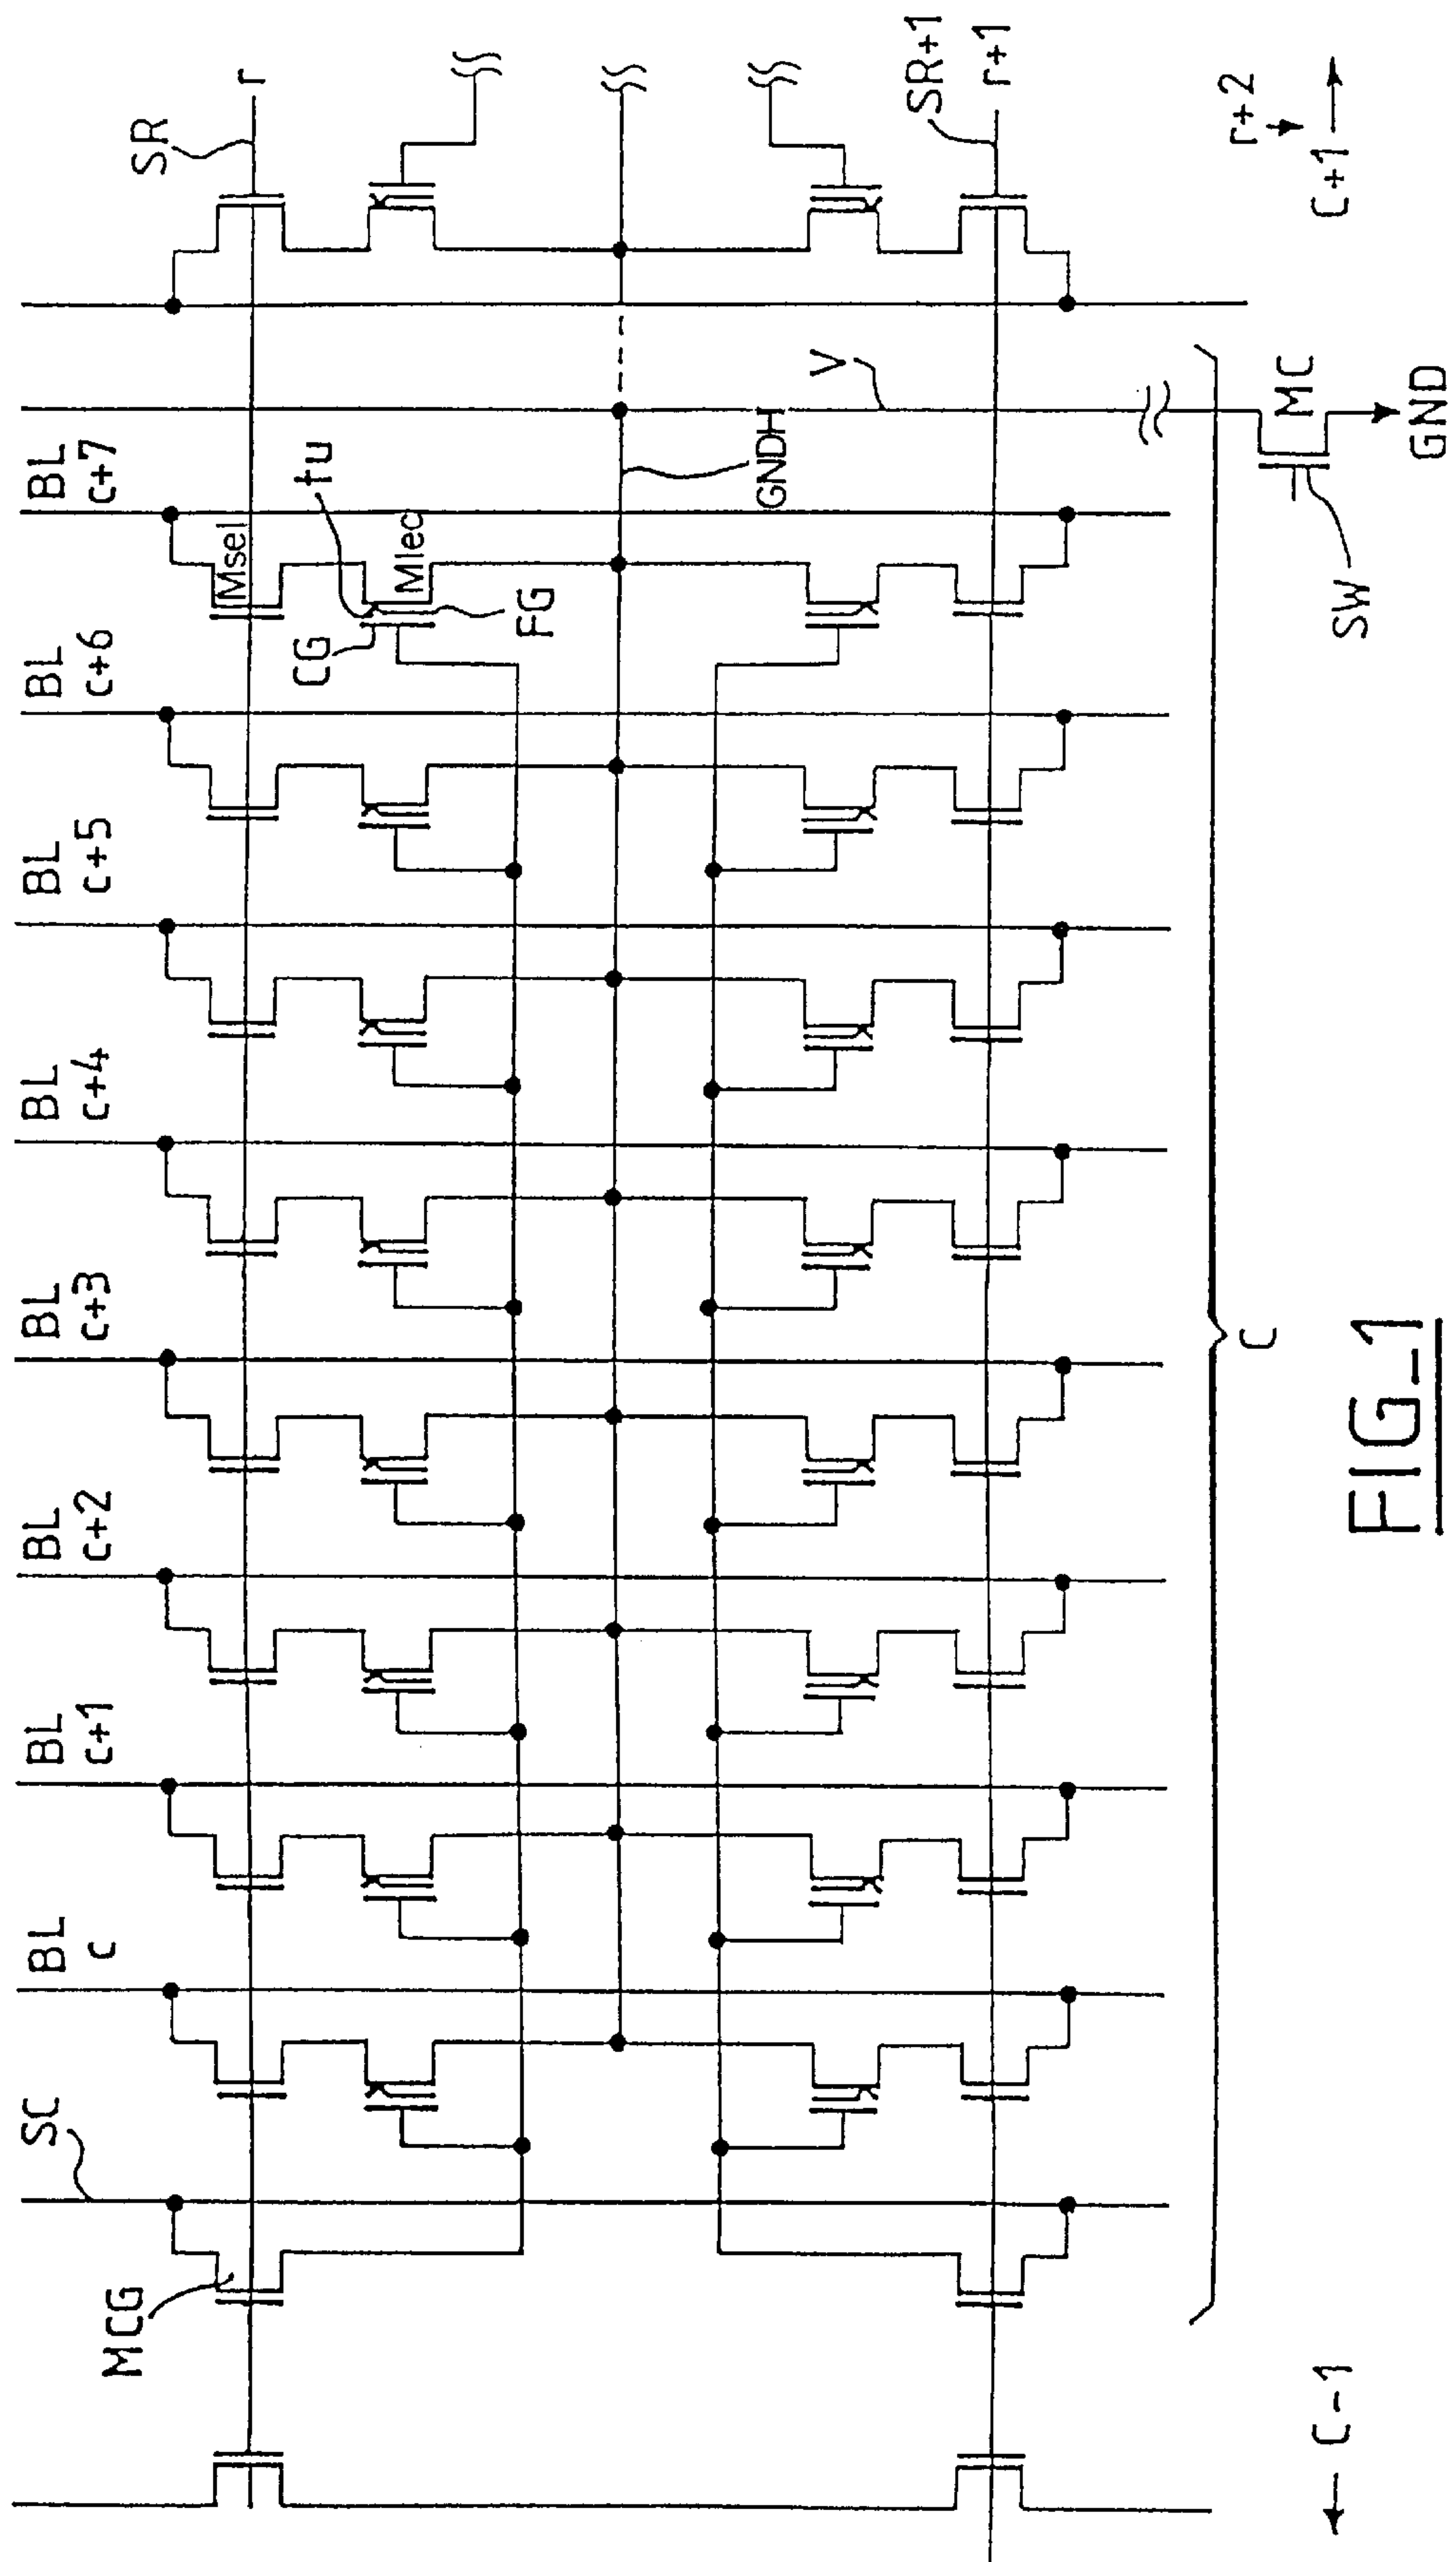 SC
BL
c
BL
c+1
BL
c+2
BL
c+3
BL
c+4
BL
c+5
BL
c+6
BL
c+7
SR
r
MCG
Msel
CG
tu
Mlec
FG
GNDH
V
SR+1
r+1
C-1
C
SW
MC
GND
r+2
C+1
FIG_1